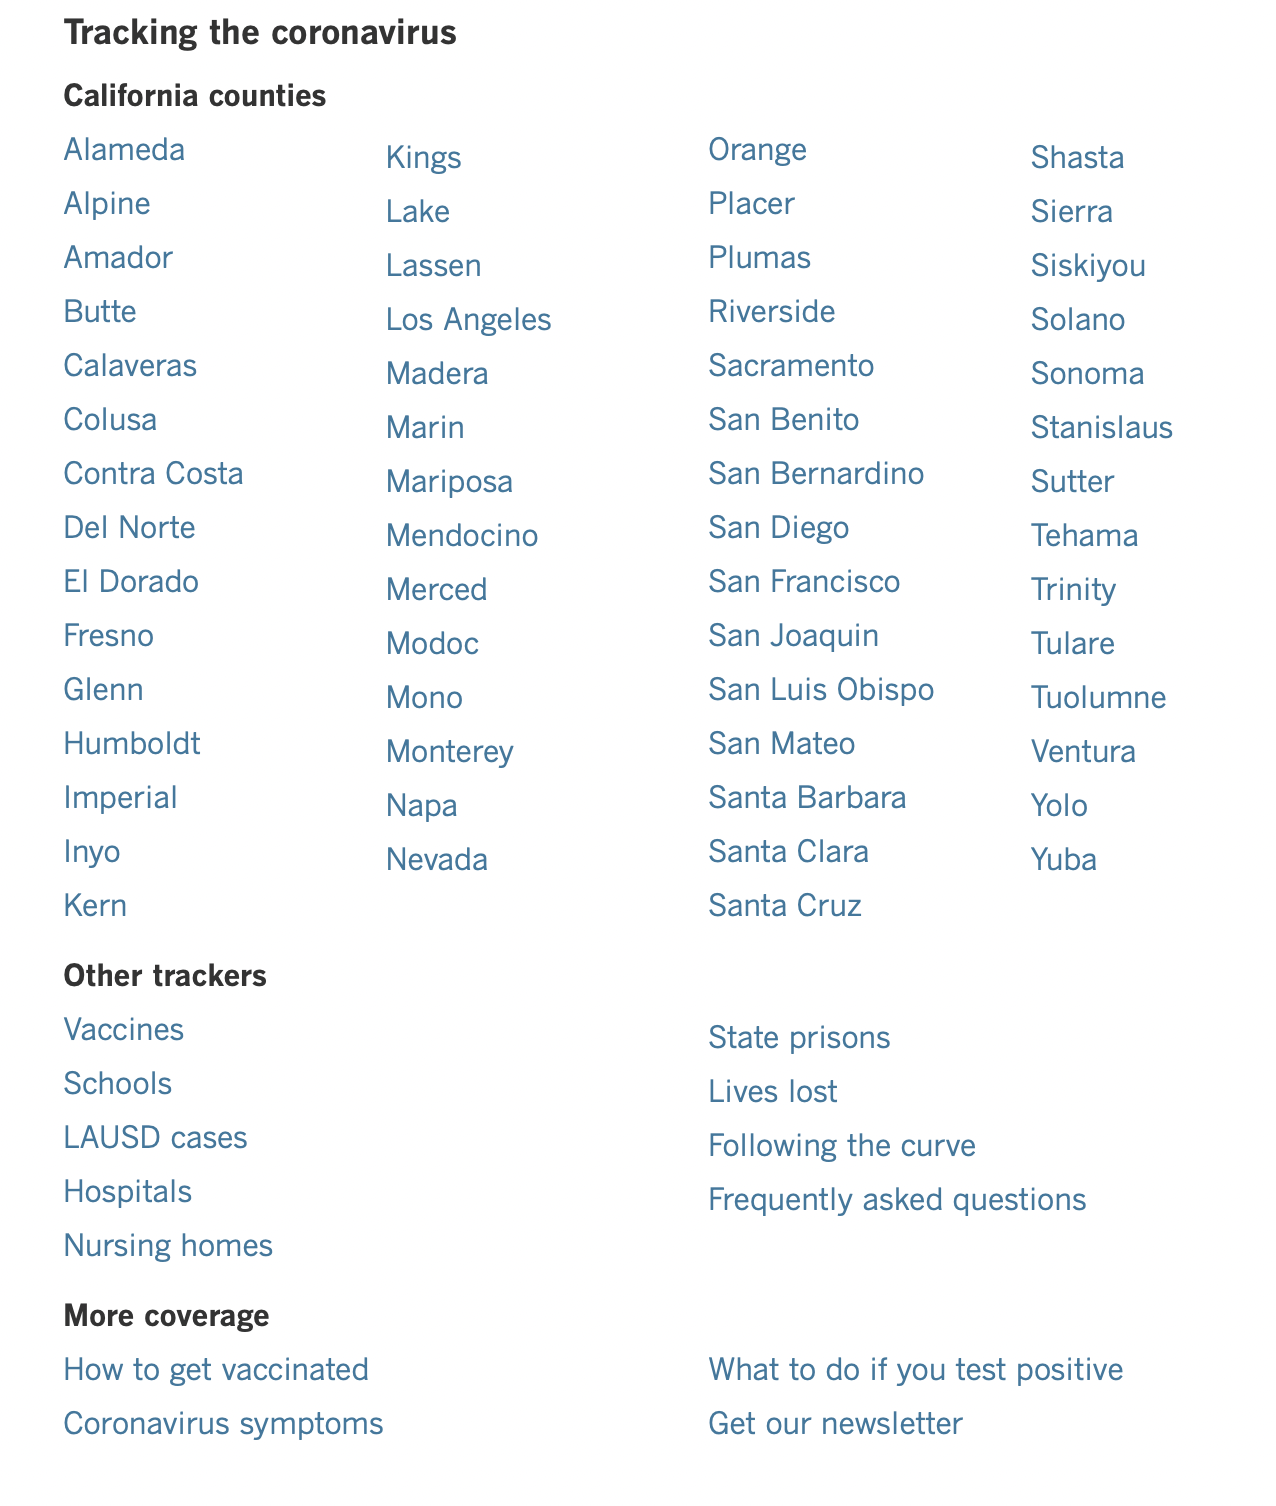 Tracking the coronavirus
California counties
Alameda
Alpine
Amador
Butte
Calaveras
Colusa
Contra Costa
Del Norte
El Dorado
Fresno
Glenn
Humboldt
Imperial
Inyo
Kern
Kings
Lake
Lassen
Los Angeles
Madera
Marin
Mariposa
Mendocino
Merced
Modoc
Mono
Monterey
Napa
Nevada
Orange
Placer
Plumas
Riverside
Sacramento
San Benito
San Bernardino
San Diego
San Francisco
San Joaquin
San Luis Obispo
San Mateo
Santa Barbara
Santa Clara
Santa Cruz
Shasta
Sierra
Siskiyou
Solano
Sonoma
Stanislaus
Sutter
Tehama
Trinity
Tulare
Tuolumne
Ventura
Yolo
Yuba
Other trackers
Vaccines
Schools
LAUSD cases
Hospitals
Nursing homes
State prisons
Lives lost
Following the curve
Frequently asked questions
More coverage
How to get vaccinated
Coronavirus symptoms
What to do if you test positive
Get our newsletter